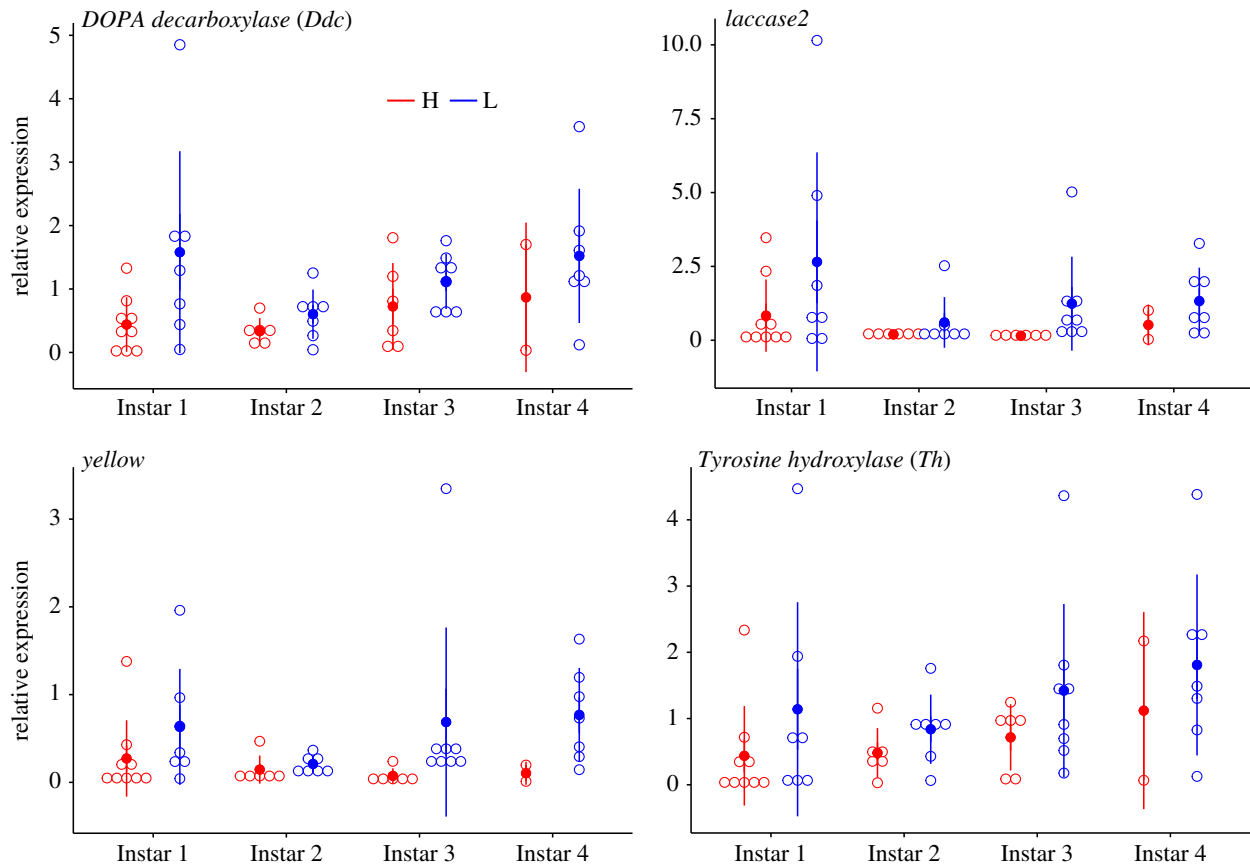 DOPA decarboxylase (Ddc)
relative expression
5
4
3
2
1
0
H L
Instar 1 Instar 2 Instar 3 Instar 4
laccase2
10.0
7.5
5.0
2.5
0
Instar 1 Instar 2 Instar 3 Instar 4
yellow
relative expression
3
2
1
0
Instar 1 Instar 2 Instar 3 Instar 4
Tyrosine hydroxylase (Th)
4
3
2
1
0
Instar 1 Instar 2 Instar 3 Instar 4